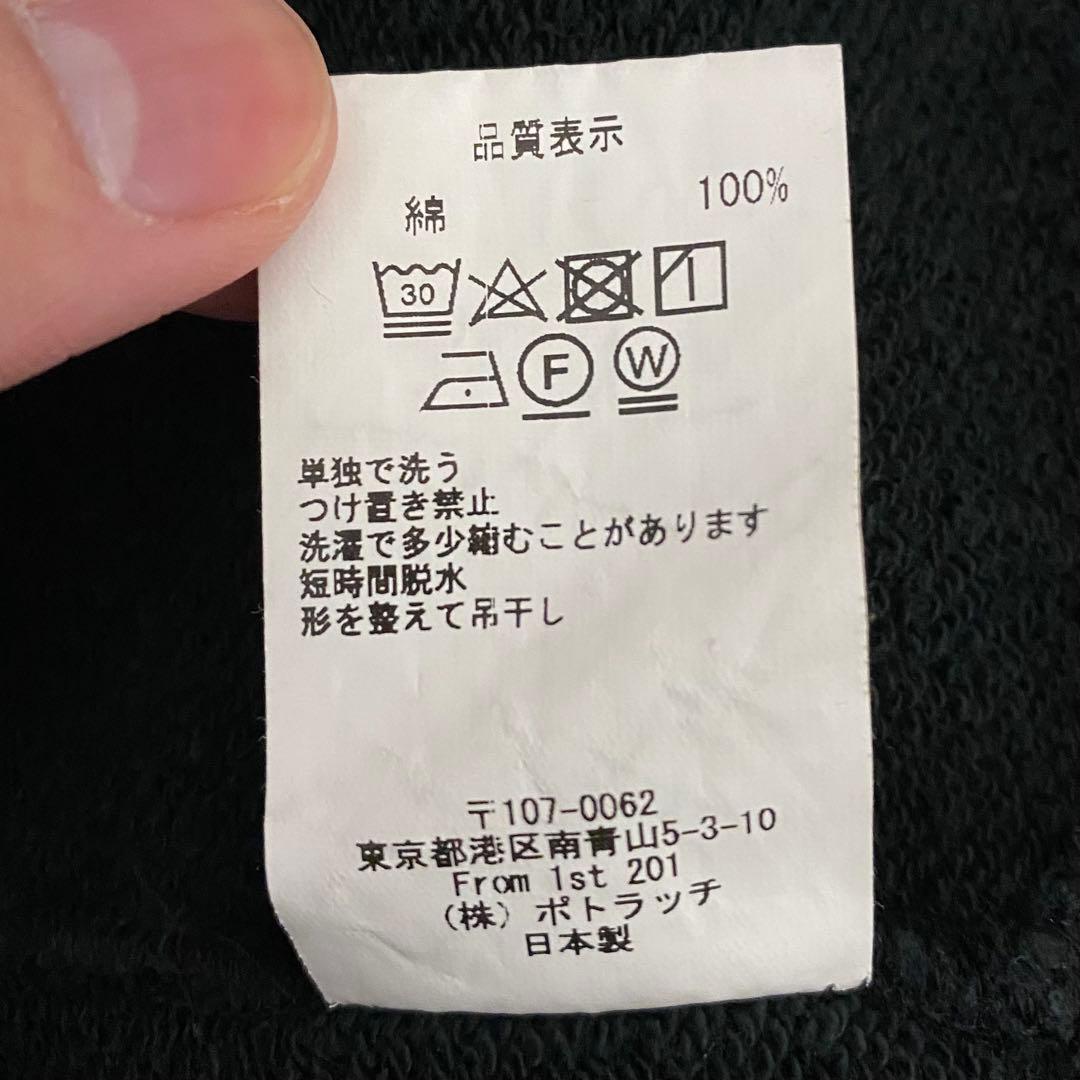 品質表示
綿 100%
30
F W
単独で洗う
つけ置き禁止
洗濯で多少縮むことがあります
短時間脱水
形を整えて吊干し
〒107-0062
東京都港区南青山5-3-10
From 1st 201
(株) ポトラッチ
日本製